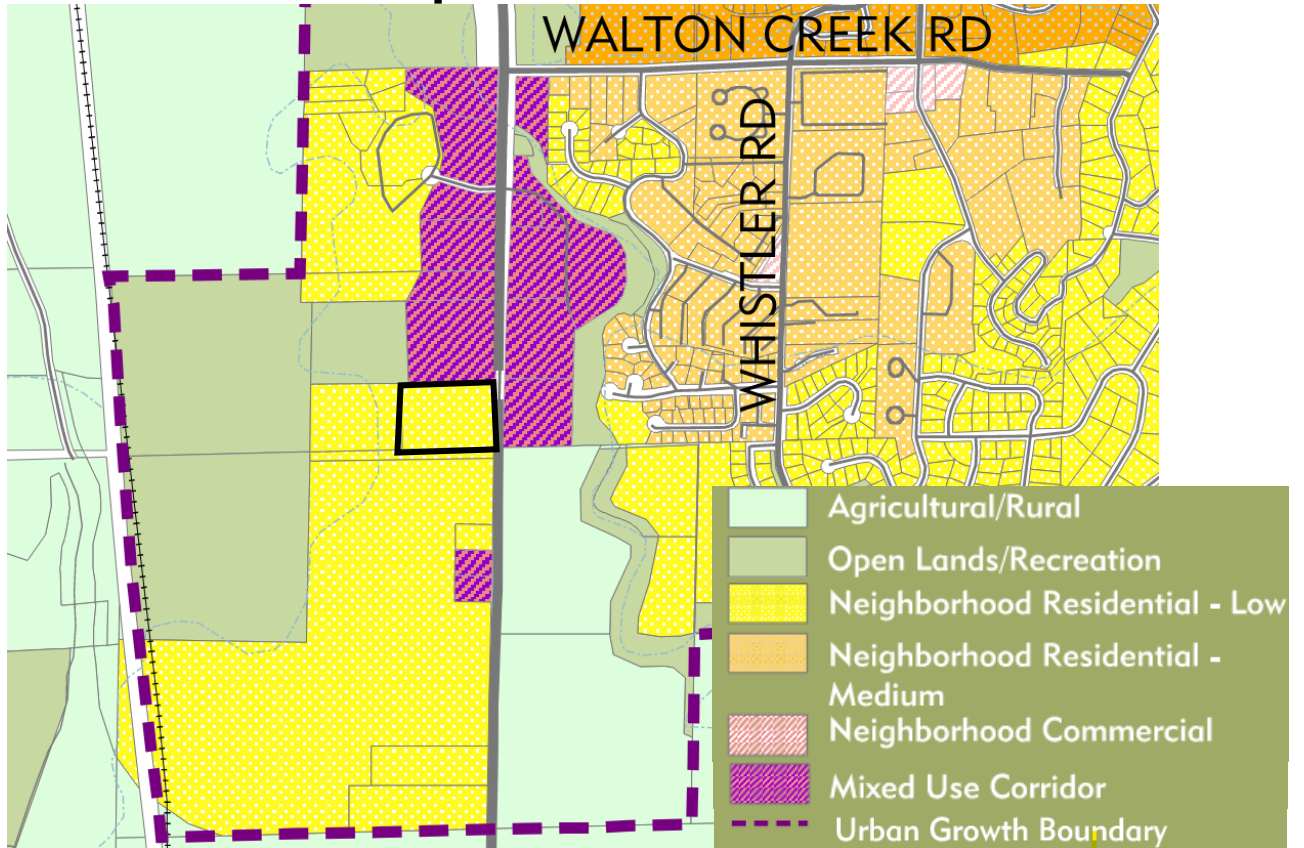 WALTON CREEK RD
WHISTLER RD
Agricultural/Rural
Open Lands/Recreation
Neighborhood Residential - Low
Neighborhood Residential -
Medium
Neighborhood Commercial
Mixed Use Corridor
Urban Growth Boundary